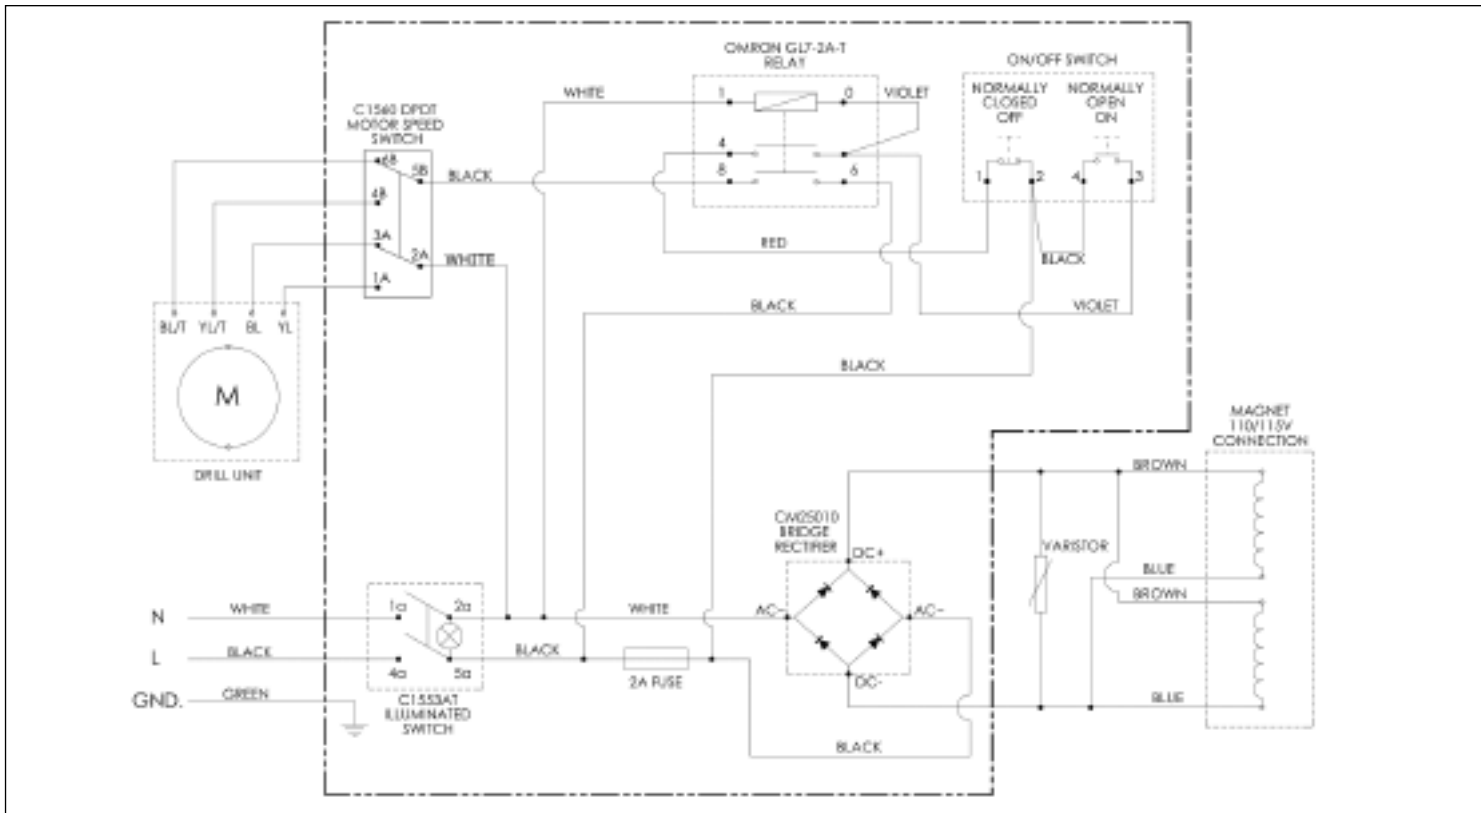 OMRON GL7-2A-T
RELAY
ON/OFF SWITCH
NORMALLY
CLOSED
OFF
NORMALLY
OPEN
ON
WHITE
1
0
VIOLET
C1560 DPDT
MOTOR SPEED
SWITCH
6B
5B
BLACK
4
8
6
1
2
4
3
4B
3A
2A
WHITE
1A
RED
BLACK
BLACK
VIOLET
BL/T
YL/T
BL
YL
M
DRILL UNIT
BLACK
MAGNET
110/115V
CONNECTION
BROWN
CM25010
BRIDGE
RECTIFIER
DC+
VARISTOR
BLUE
BROWN
N
WHITE
1a
2a
WHITE
AC~
AC~
L
BLACK
4a
5a
BLACK
2A FUSE
DC-
GND.
GREEN
C1553AT
ILLUMINATED
SWITCH
BLUE
BLACK